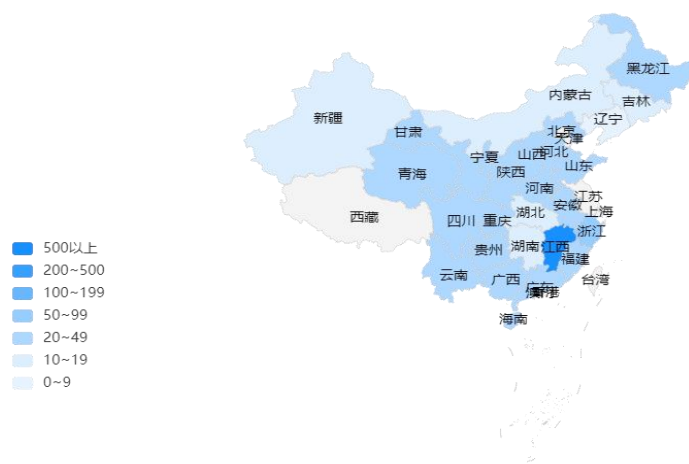 黑龙江
内蒙古
吉林
新疆
辽宁
甘肃
北京
天津
宁夏
山西
河北
山东
青海
陕西
河南
江苏
安徽
上海
西藏
四川
重庆
湖北
浙江
贵州
湖南
江西
福建
云南
广西
广东
台湾
海南
500以上
200~500
100~199
50~99
20~49
10~19
0~9